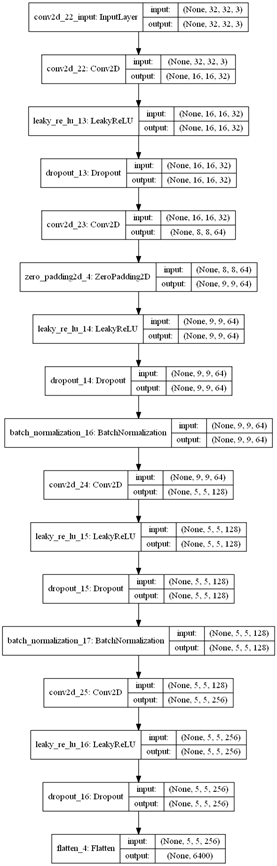 conv2d_22_input: InputLayer input: (None, 32, 32, 3)
output: (None, 32, 32, 3)
conv2d_22: Conv2D input: (None, 32, 32, 3)
output: (None, 16, 16, 32)
leaky_re_lu_13: LeakyReLU input: (None, 16, 16, 32)
output: (None, 16, 16, 32)
dropout_13: Dropout input: (None, 16, 16, 32)
output: (None, 16, 16, 32)
conv2d_23: Conv2D input: (None, 16, 16, 32)
output: (None, 8, 8, 64)
zero_padding2d_4: ZeroPadding2D input: (None, 8, 8, 64)
output: (None, 9, 9, 64)
leaky_re_lu_14: LeakyReLU input: (None, 9, 9, 64)
output: (None, 9, 9, 64)
dropout_14: Dropout input: (None, 9, 9, 64)
output: (None, 9, 9, 64)
batch_normalization_16: BatchNormalization input: (None, 9, 9, 64)
output: (None, 9, 9, 64)
conv2d_24: Conv2D input: (None, 9, 9, 64)
output: (None, 5, 5, 128)
leaky_re_lu_15: LeakyReLU input: (None, 5, 5, 128)
output: (None, 5, 5, 128)
dropout_15: Dropout input: (None, 5, 5, 128)
output: (None, 5, 5, 128)
batch_normalization_17: BatchNormalization input: (None, 5, 5, 128)
output: (None, 5, 5, 128)
conv2d_25: Conv2D input: (None, 5, 5, 128)
output: (None, 5, 5, 256)
leaky_re_lu_16: LeakyReLU input: (None, 5, 5, 256)
output: (None, 5, 5, 256)
dropout_16: Dropout input: (None, 5, 5, 256)
output: (None, 5, 5, 256)
flatten_4: Flatten input: (None, 5, 5, 256)
output: (None, 6400)